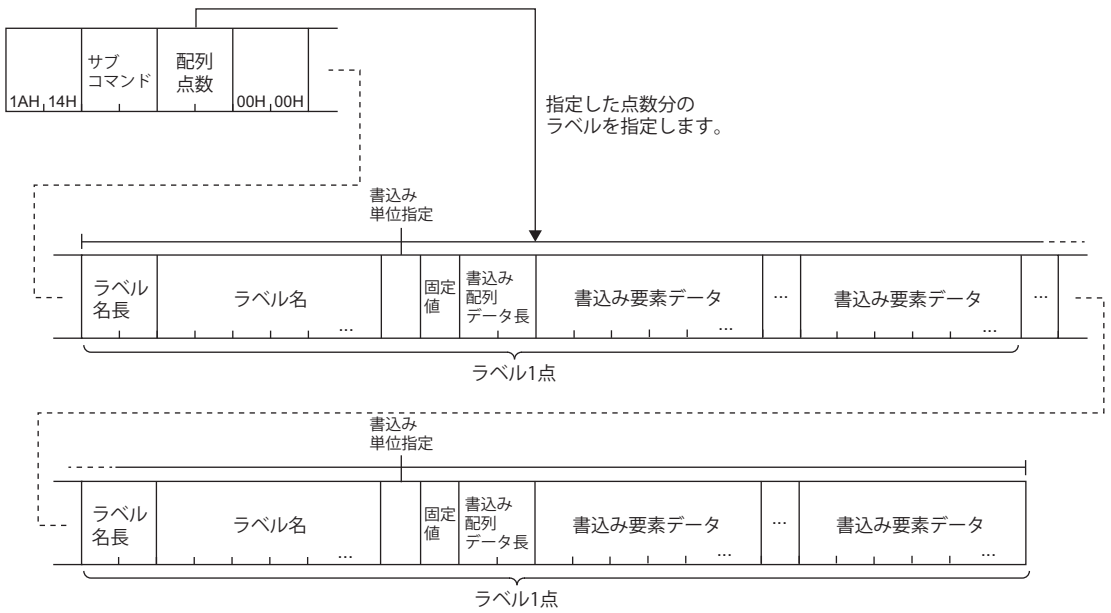 サブ
コマンド
配列
点数
1AH 14H
00H 00H
指定した点数分の
ラベルを指定します。
書込み
単位指定
ラベル
名長
ラベル名
...
固定
値
書込み
配列
データ長
書込み要素データ
...
...
書込み要素データ
...
...
ラベル1点
書込み
単位指定
ラベル
名長
ラベル名
...
固定
値
書込み
配列
データ長
書込み要素データ
...
...
書込み要素データ
...
ラベル1点